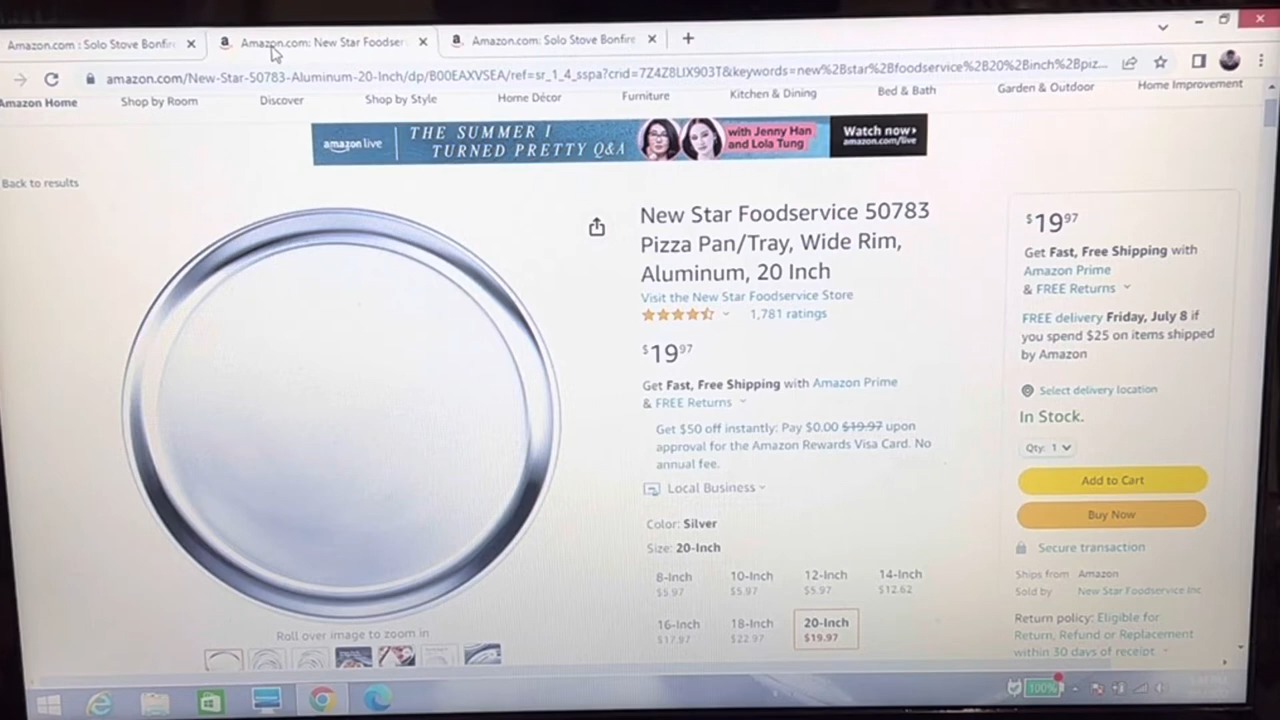 Amazon.com : Solo Stove Bonfire
Amazon.com: New Star Foodser
Amazon.com: Solo Stove Bonfire
amazon.com/New-Star-50783-Aluminum-20-Inch/dp/B00EAXVSEA/ref=sr_1_4_sspa?crid=7Z4Z8LIX903T&keywords=new%2Bstar%2Bfoodservice%2B20%2Binch%2Bpiz...
Amazon Home Shop by Room Discover Shop by Style Home Décor Furniture Kitchen & Dining Bed & Bath Garden & Outdoor Home Improvement
amazon live
THE SUMMER I
TURNED PRETTY Q&A
with Jenny Han
and Lola Tung
Watch now
amazon.com/live
Back to results
New Star Foodservice 50783
Pizza Pan/Tray, Wide Rim,
Aluminum, 20 Inch
Visit the New Star Foodservice Store
1,781 ratings
$19 97
Get Fast, Free Shipping with Amazon Prime
& FREE Returns
Get $50 off instantly: Pay $0.00 $19.97 upon
approval for the Amazon Rewards Visa Card. No
annual fee.
Local Business
Color: Silver
Size: 20-Inch
8-Inch 10-Inch 12-Inch 14-Inch
$5.97 $5.97 $5.97 $12.62
16-Inch 18-Inch 20-Inch
$17.97 $22.97 $19.97
Roll over image to zoom in
$19 97
Get Fast, Free Shipping with
Amazon Prime
& FREE Returns
FREE delivery Friday, July 8 if
you spend $25 on items shipped
by Amazon
Select delivery location
In Stock.
Qty: 1
Add to Cart
Buy Now
Secure transaction
Ships from Amazon
Sold by New Star Foodservice Inc
Return policy: Eligible for
Return, Refund or Replacement
within 30 days of receipt
100%